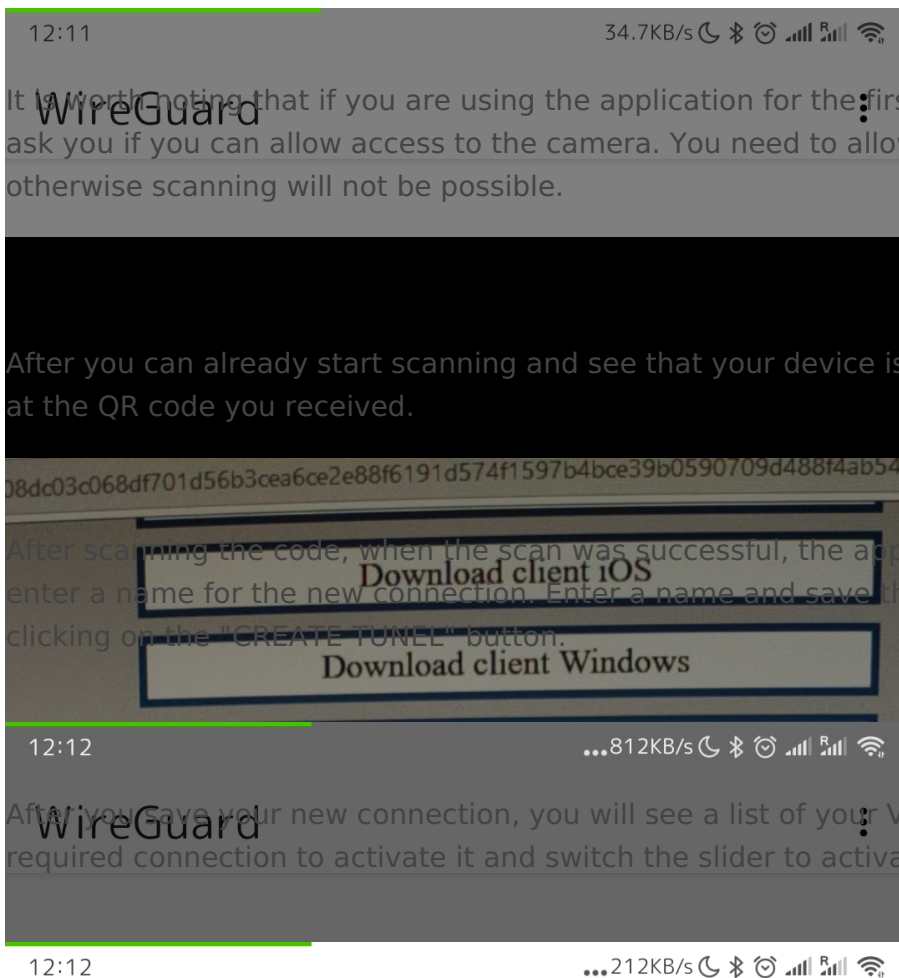 12:11 34.7KB/s R
WireGuard
It is worth noting that if you are using the application for the firs
ask you if you can allow access to the camera. You need to allo
otherwise scanning will not be possible.
After you can already start scanning and see that your device is
at the QR code you received.
08dc03c068df701d56b3cea6ce2e88f6191d574f1597b4bce39b0590709d488f4ab54
After scanning the code, when the scan was successful, the app
Download client iOS
enter a name for the new connection. Enter a name and save th
clicking on the "CREATE TUNEL" button.
Download client Windows
12:12 ...812KB/s R
WireGuard
After you save your new connection, you will see a list of your V
required connection to activate it and switch the slider to activa
12:12 ...212KB/s R